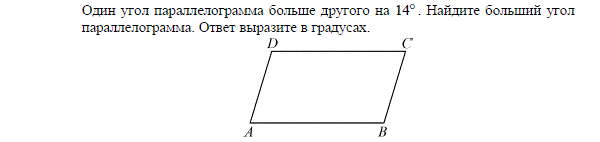 Один угол параллелограмма больше другого на 14°. Найдите больший угол
параллелограмма. Ответ выразите в градусах.
D C
A B